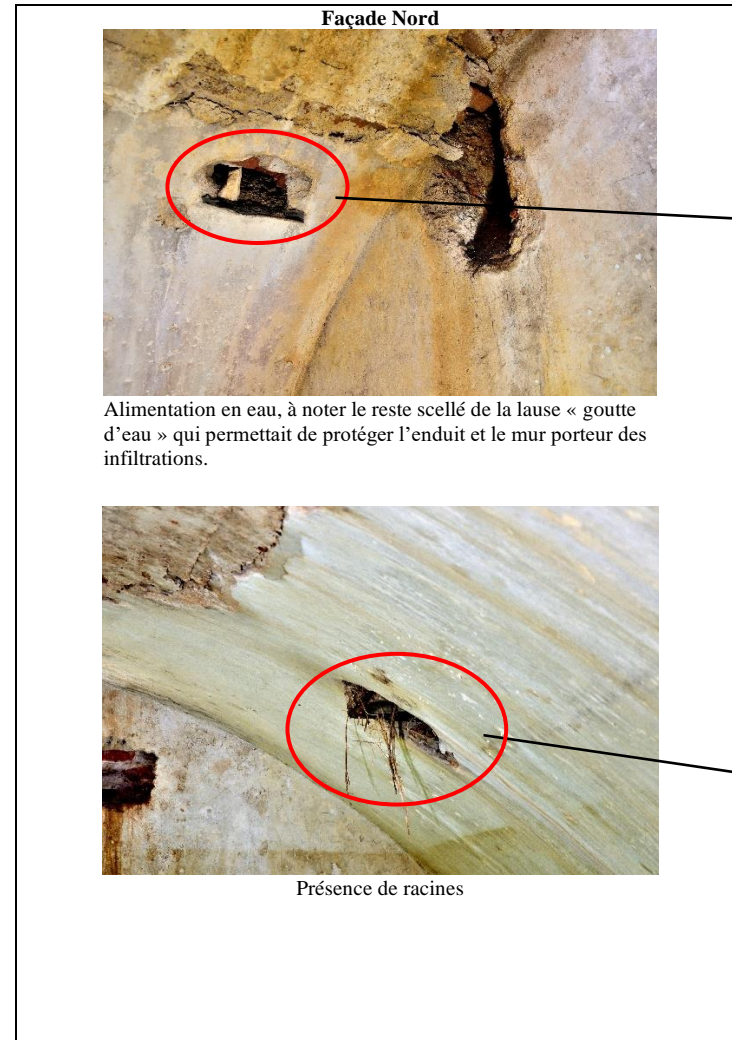 Façade Nord
Alimentation en eau, à noter le reste scellé de la lause « goutte
d’eau » qui permettait de protéger l’enduit et le mur porteur des
infiltrations.
Présence de racines